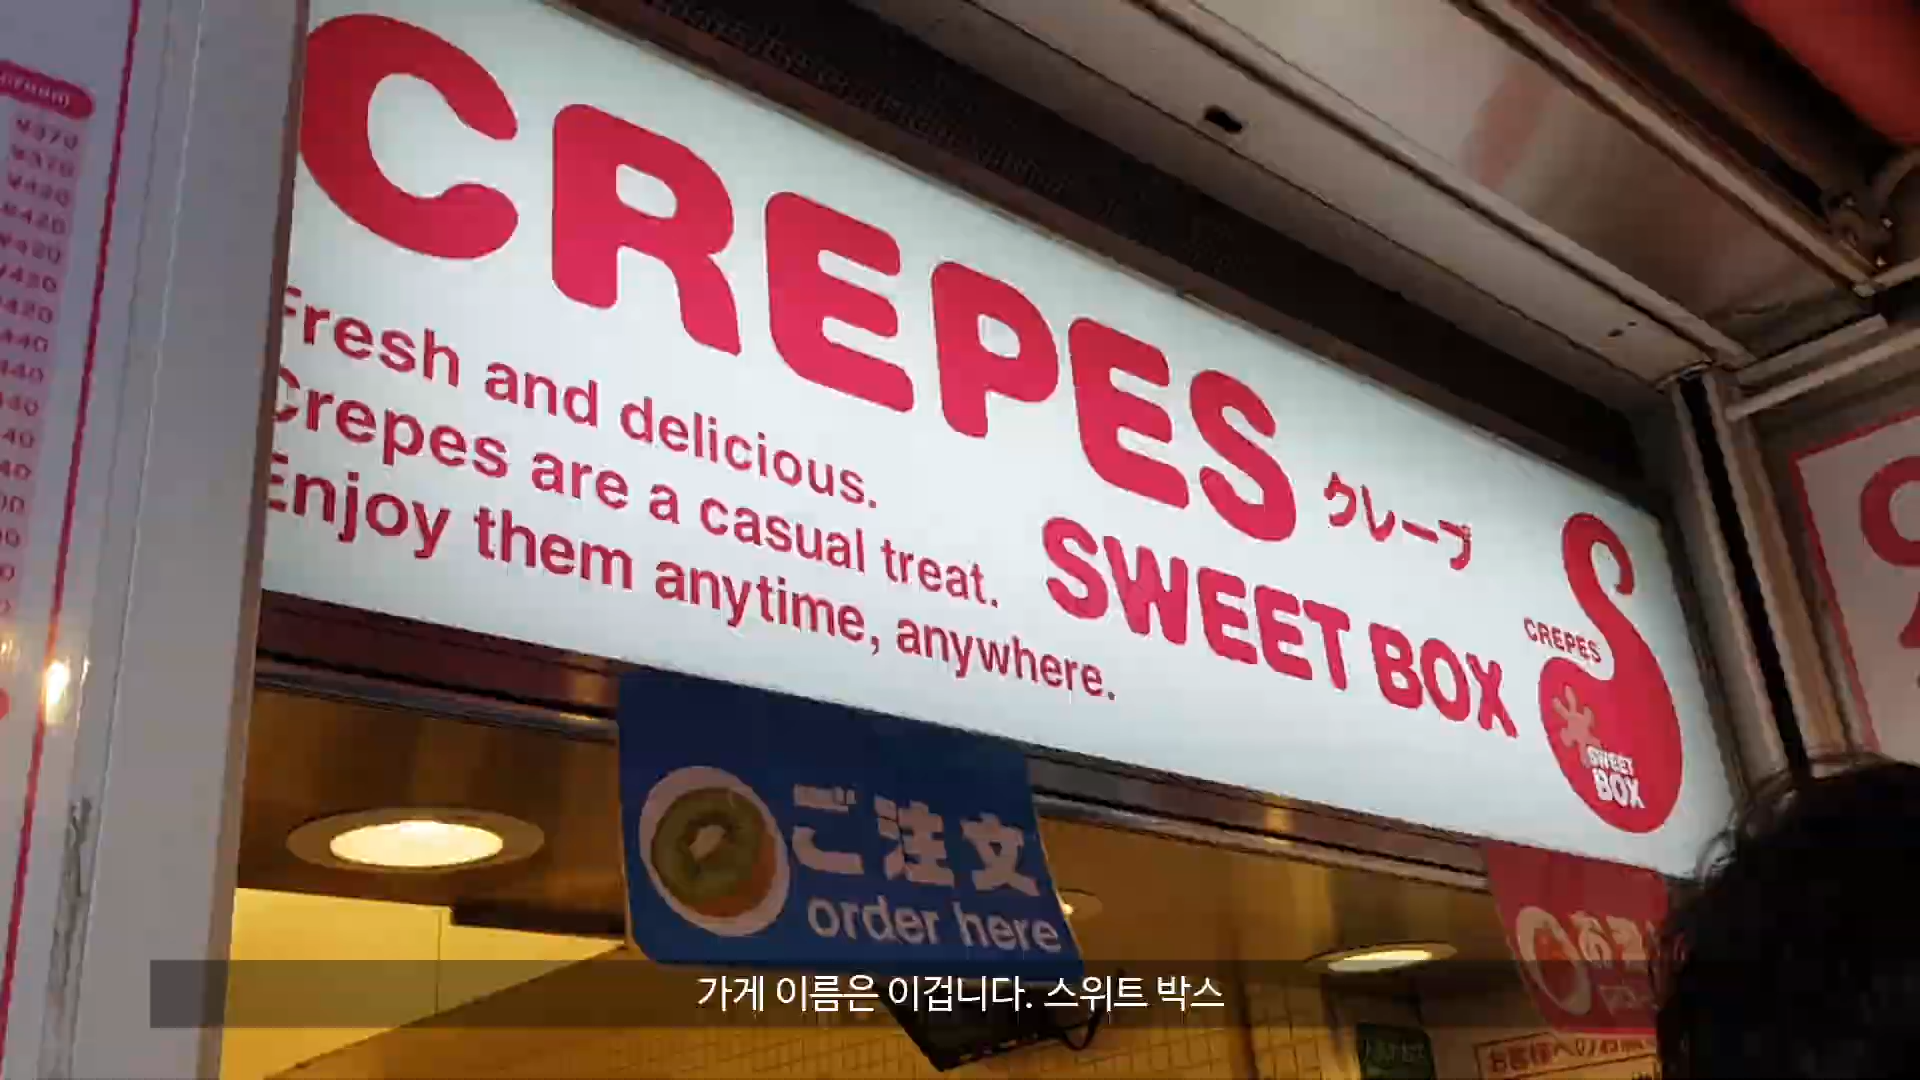 CREPES
クレープ
Fresh and delicious.
Crepes are a casual treat.
Enjoy them anytime, anywhere.
SWEET BOX
CREPES
SWEET
BOX
ご注文
order here
¥370
¥420
가게 이름은 이겁니다. 스위트 박스